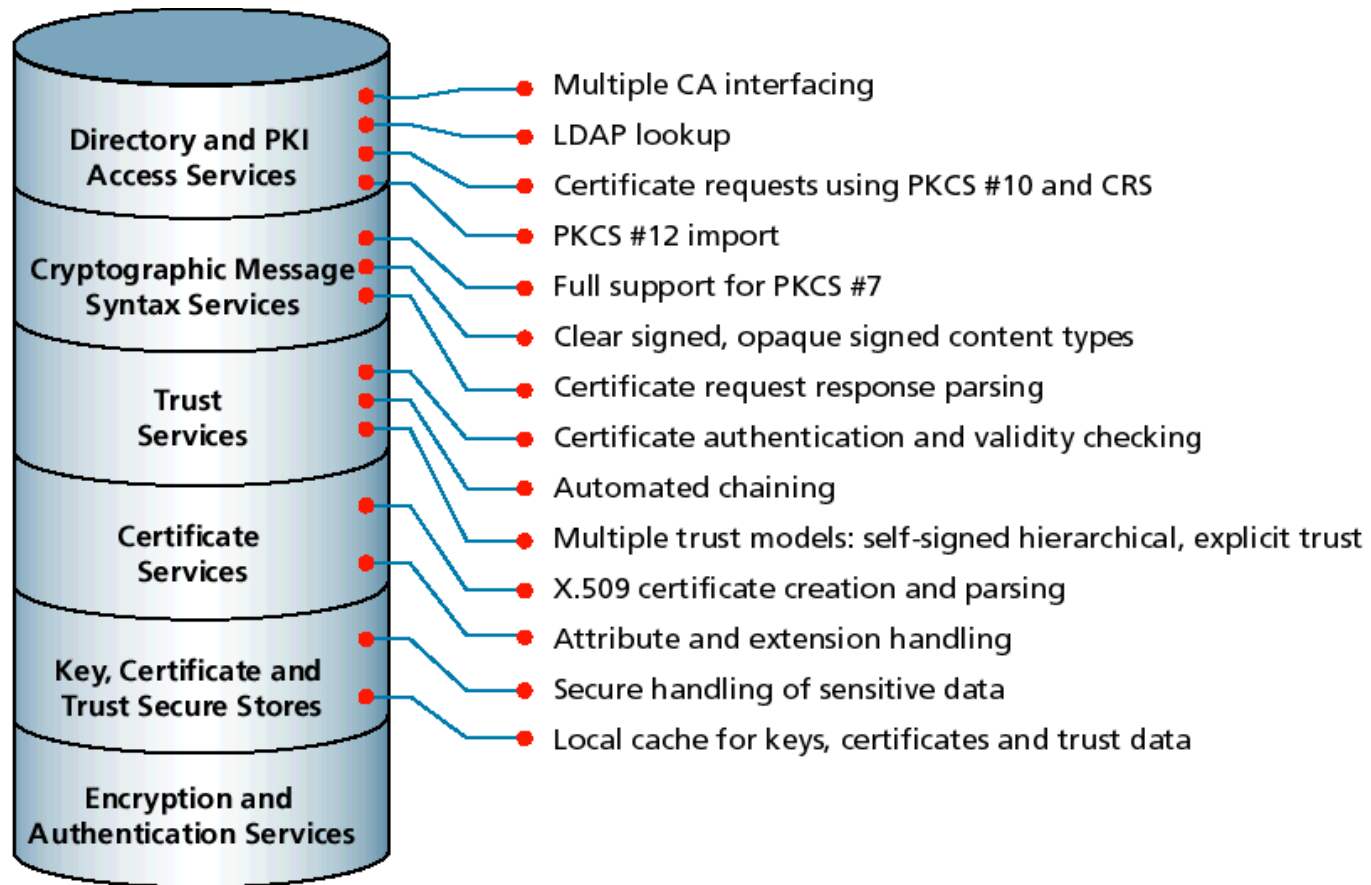 Directory and PKI
Access Services
Cryptographic Message
Syntax Services
Trust
Services
Certificate
Services
Key, Certificate and
Trust Secure Stores
Encryption and
Authentication Services
Multiple CA interfacing
LDAP lookup
Certificate requests using PKCS #10 and CRS
PKCS #12 import
Full support for PKCS #7
Clear signed, opaque signed content types
Certificate request response parsing
Certificate authentication and validity checking
Automated chaining
Multiple trust models: self-signed hierarchical, explicit trust
X.509 certificate creation and parsing
Attribute and extension handling
Secure handling of sensitive data
Local cache for keys, certificates and trust data